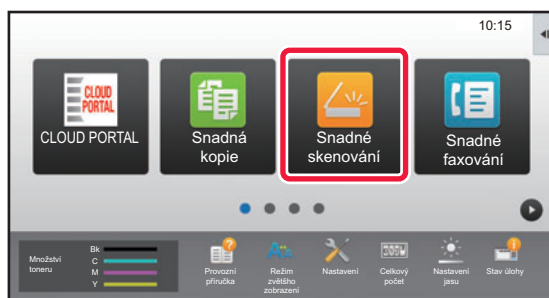 10:15
CLOUD
PORTAL
CLOUD PORTAL
Snadná
kopie
Snadné
skenování
Snadné
faxování
Množství
toneru
Bk
C
M
Y
Provozní
příručka
Režim
zvětšeného
zobrazení
Nastavení
Celkový
počet
Nastavení
jasu
Stav úlohy